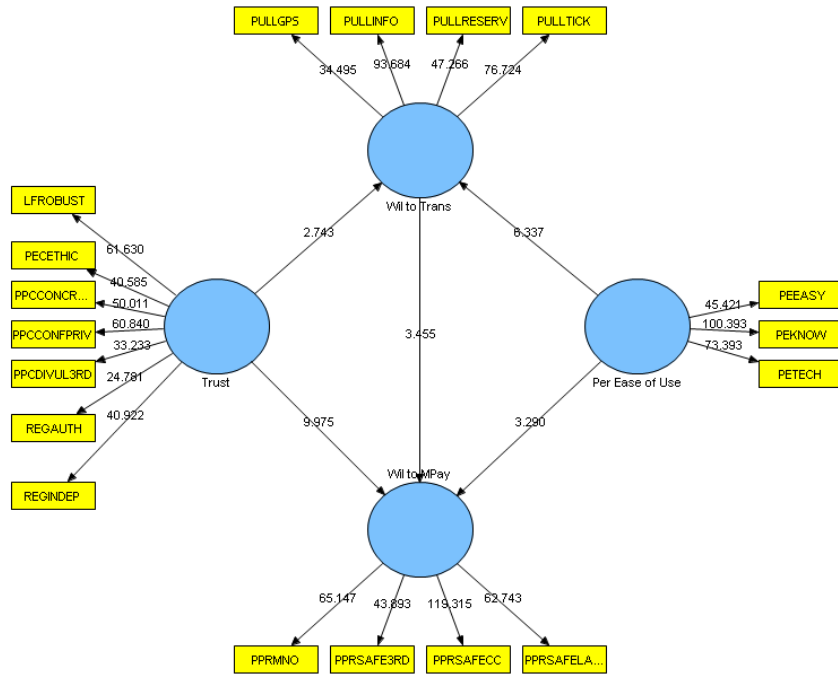 PULLGPS
PULLINFO
PULLRESERV
PULLTICK
34.495
93.684
47.266
76.724
Wil to Trans
LFROBUST
PECETHIC
PPCCONCR...
PPCCONFPRIV
PPCDIVUL3RD
REGAUTH
REGINDEP
61.630
40.585
50.011
60.840
33.233
24.781
40.922
Trust
2.743
6.337
3.455
9.975
3.290
Per Ease of Use
45.421
100.393
73.393
PEEASY
PEKNOW
PETECH
Wil to MPay
65.147
43.893
119.315
62.743
PPRMNO
PPRSAFE3RD
PPRSAFECC
PPRSAFELA...